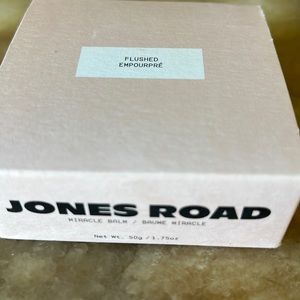 FLUSHED
EMPOURPRÉ
JONES ROAD
MIRACLE BALM / BAUME MIRACLE
Net Wt. 50g / 1.75oz